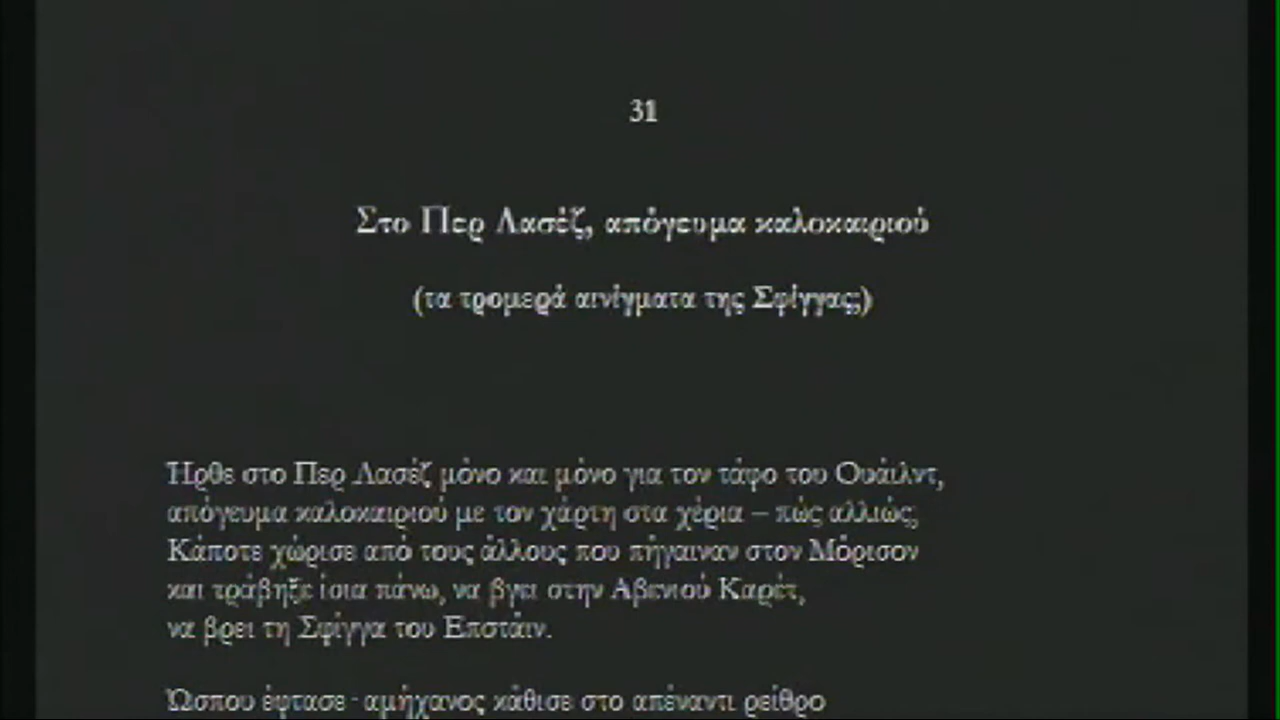 31
Στο Περ Λασέζ, απόγευμα καλοκαιριού
(τα τρομερά αινίγματα της Σφίγγας;)
Ήρθε στο Περ Λασέζ μόνο και μόνο για τον τάφο του Ουάιλντ,
απόγευμα καλοκαιριού με τον χάρτη στα χέρια – πώς αλλιώς;
Κάποτε χώρισε από τους άλλους που πήγαιναν στον Μόρισον
και τράβηξε ίσια πάνω, να βγει στην Αβενιού Καρέτ,
να βρει τη Σφίγγα του Επστάιν.
Ώσπου έφτασε · αμήχανος κάθισε στο απέναντι ρείθρο